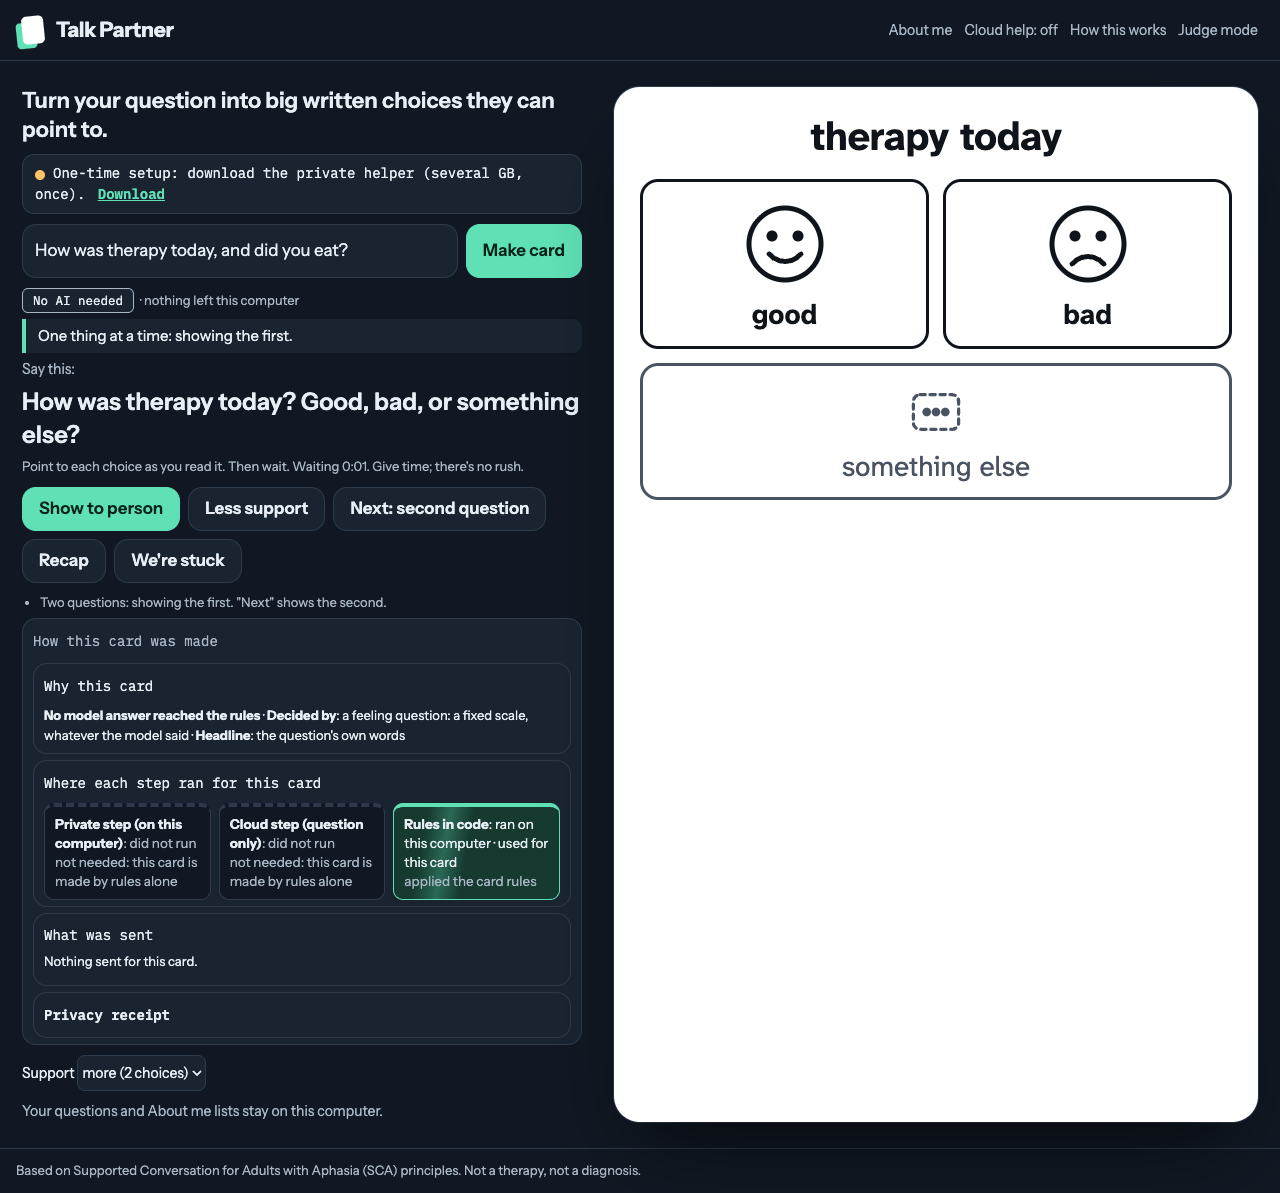 Talk Partner
About me Cloud help: off How this works Judge mode
Turn your question into big written choices they can
point to.
One-time setup: download the private helper (several GB,
once). Download
How was therapy today, and did you eat?
Make card
No AI needed · nothing left this computer
One thing at a time: showing the first.
Say this:
How was therapy today? Good, bad, or something
else?
Point to each choice as you read it. Then wait. Waiting 0:01. Give time; there's no rush.
Show to person
Less support
Next: second question
Recap
We're stuck
• Two questions: showing the first. "Next" shows the second.
How this card was made
Why this card
No model answer reached the rules · Decided by: a feeling question: a fixed scale,
whatever the model said · Headline: the question's own words
Where each step ran for this card
Private step (on this
computer): did not run
not needed: this card is
made by rules alone
Cloud step (question
only): did not run
not needed: this card is
made by rules alone
Rules in code: ran on
this computer · used for
this card
applied the card rules
What was sent
Nothing sent for this card.
Privacy receipt
Support more (2 choices)
Your questions and About me lists stay on this computer.
therapy today
good
bad
something else
Based on Supported Conversation for Adults with Aphasia (SCA) principles. Not a therapy, not a diagnosis.